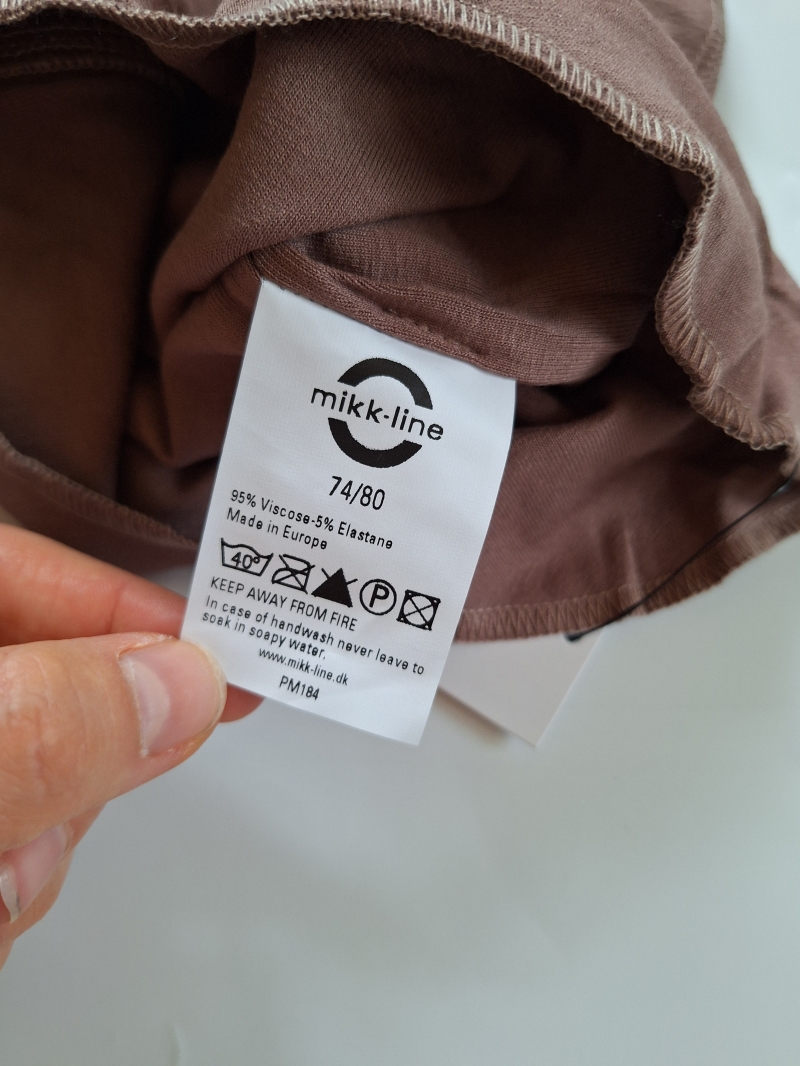 mikk-line
74/80
95% Viscose-5% Elastane
Made in Europe
40° P
KEEP AWAY FROM FIRE
In case of handwash never leave to
soak in soapy water.
www.mikk-line.dk
PM184